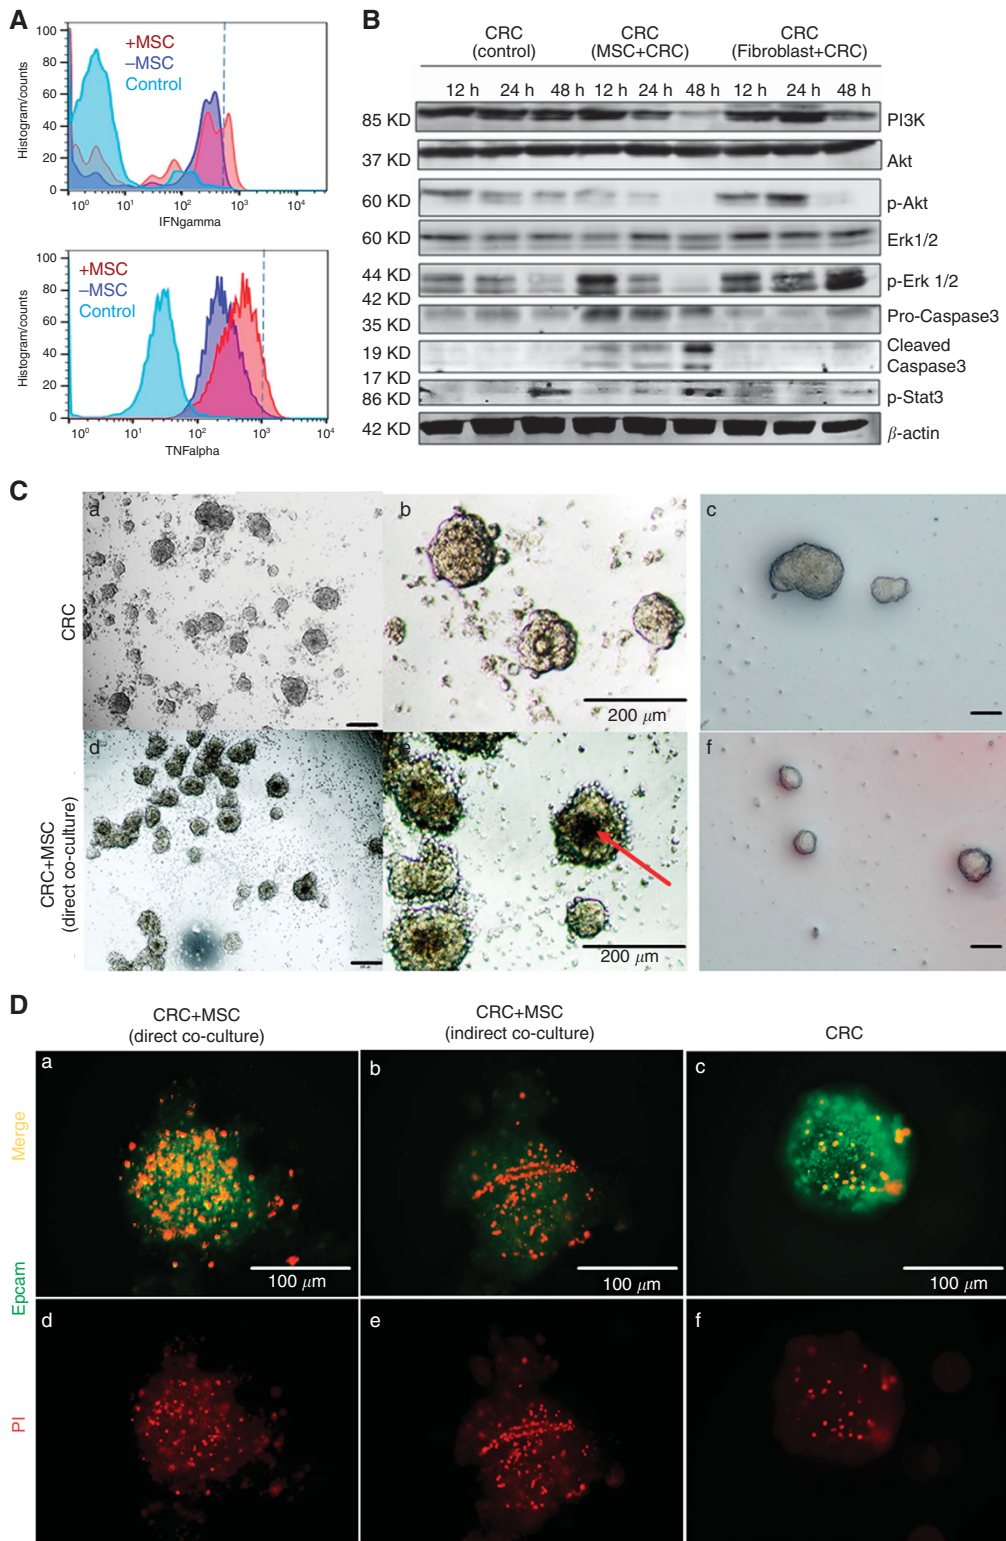 A
+MSC
–MSC
Control
Histogram/counts
100
80
60
40
20
0
10⁰ 10¹ 10² 10³ 10⁴
IFNgamma
+MSC
–MSC
Control
Histogram/counts
100
80
60
40
20
0
10⁰ 10¹ 10² 10³ 10⁴
TNFalpha
B
CRC (control)
CRC (MSC+CRC)
CRC (Fibroblast+CRC)
12 h 24 h 48 h 12 h 24 h 48 h 12 h 24 h 48 h
85 KD PI3K
37 KD Akt
60 KD p-Akt
60 KD Erk1/2
44 KD p-Erk 1/2
42 KD
35 KD Pro-Caspase3
19 KD Cleaved Caspase3
17 KD
86 KD p-Stat3
42 KD β-actin
C
CRC
a
b
200 μm
c
CRC+MSC
(direct co-culture)
d
e
200 μm
f
D
CRC+MSC
(direct co-culture)
CRC+MSC
(indirect co-culture)
CRC
Merge
Epcam
PI
a
100 μm
b
100 μm
c
100 μm
d
e
f